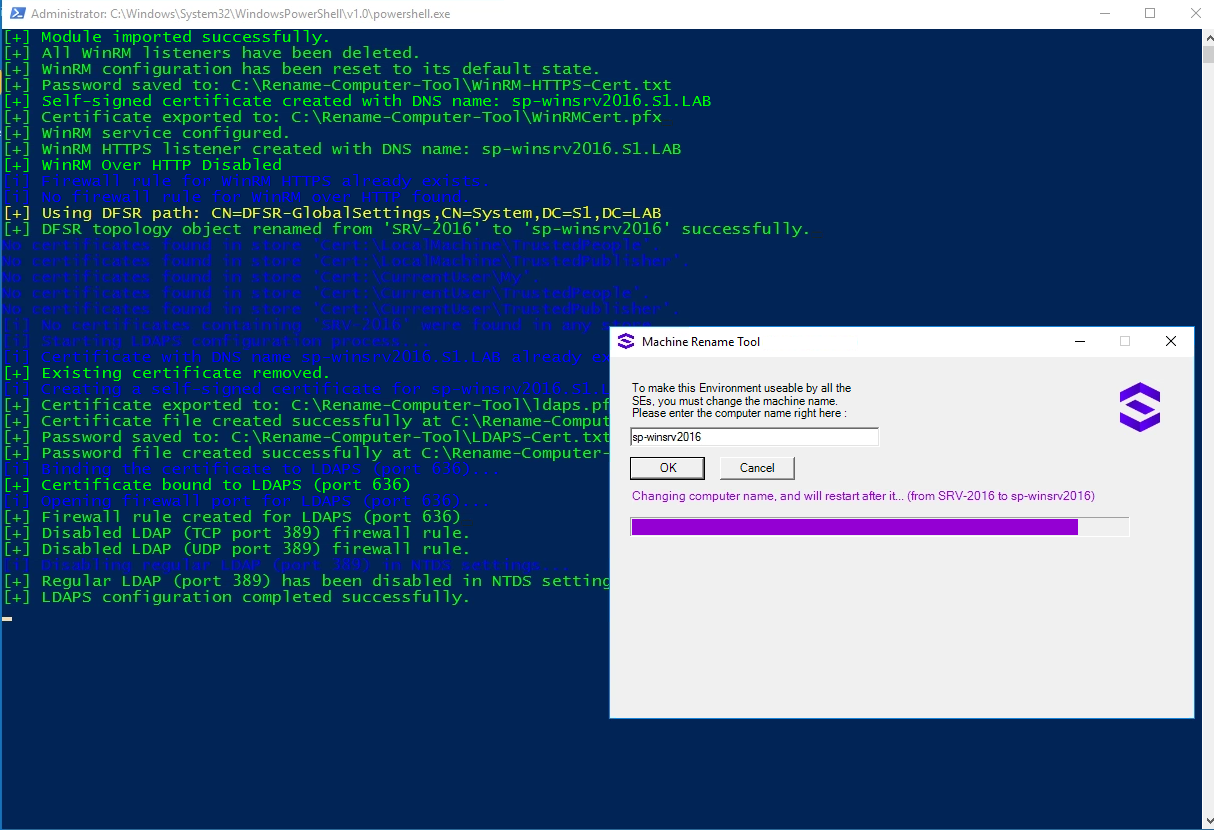 Administrator: C:\Windows\System32\WindowsPowerShell\v1.0\powershell.exe
[+] Module imported successfully.
[+] All WinRM listeners have been deleted.
[+] WinRM configuration has been reset to its default state.
[+] Password saved to: C:\Rename-Computer-Tool\WinRM-HTTPS-Cert.txt
[+] Self-signed certificate created with DNS name: sp-winsrv2016.S1.LAB
[+] Certificate exported to: C:\Rename-Computer-Tool\WinRMCert.pfx
[+] WinRM service configured.
[+] WinRM HTTPS listener created with DNS name: sp-winsrv2016.S1.LAB
[+] WinRM Over HTTP Disabled
[i] Firewall rule for WinRM HTTPS already exists.
[i] No firewall rule for WinRM over HTTP found.
[+] Using DFSR path: CN=DFSR-GlobalSettings,CN=System,DC=S1,DC=LAB
[+] DFSR topology object renamed from 'SRV-2016' to 'sp-winsrv2016' successfully.
No certificates found in store 'Cert:\LocalMachine\TrustedPeople'.
No certificates found in store 'Cert:\LocalMachine\TrustedPublisher'.
No certificates found in store 'Cert:\CurrentUser\My'.
No certificates found in store 'Cert:\CurrentUser\TrustedPeople'.
No certificates found in store 'Cert:\CurrentUser\TrustedPublisher'.
[i] No certificates containing 'SRV-2016' were found in any store.
[i] Starting LDAPS configuration process...
[i] Certificate with DNS name sp-winsrv2016.S1.LAB already ex
[+] Existing certificate removed.
[i] Creating a self-signed certificate for sp-winsrv2016.S1.L
[+] Certificate exported to: C:\Rename-Computer-Tool\ldaps.pf
[+] Certificate file created successfully at C:\Rename-Comput
[+] Password saved to: C:\Rename-Computer-Tool\LDAPS-Cert.txt
[+] Password file created successfully at C:\Rename-Computer-
[i] Binding the certificate to LDAPS (port 636)...
[+] Certificate bound to LDAPS (port 636)
[i] Opening firewall port for LDAPS (port 636)...
[+] Firewall rule created for LDAPS (port 636)
[+] Disabled LDAP (TCP port 389) firewall rule.
[+] Disabled LDAP (UDP port 389) firewall rule.
[i] Disabling regular LDAP (port 389) in NTDS settings...
[+] Regular LDAP (port 389) has been disabled in NTDS setting
[+] LDAPS configuration completed successfully.
Machine Rename Tool
To make this Environment useable by all the
SEs, you must change the machine name.
Please enter the computer name right here :
sp-winsrv2016
OK Cancel
Changing computer name, and will restart after it... (from SRV-2016 to sp-winsrv2016)